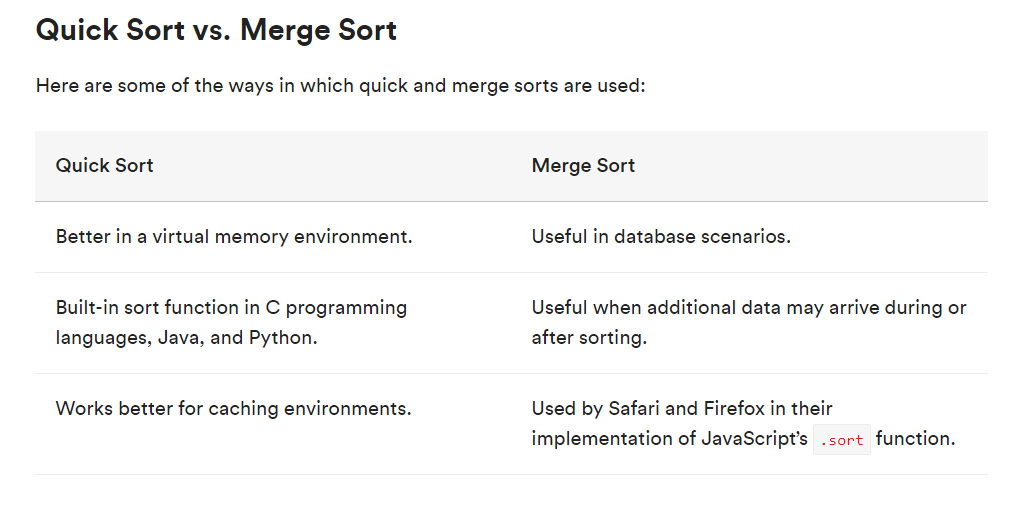 Quick Sort vs. Merge Sort
Here are some of the ways in which quick and merge sorts are used:
Quick Sort
Merge Sort
Better in a virtual memory environment.
Useful in database scenarios.
Built-in sort function in C programming
languages, Java, and Python.
Useful when additional data may arrive during or
after sorting.
Works better for caching environments.
Used by Safari and Firefox in their
implementation of JavaScript’s .sort function.